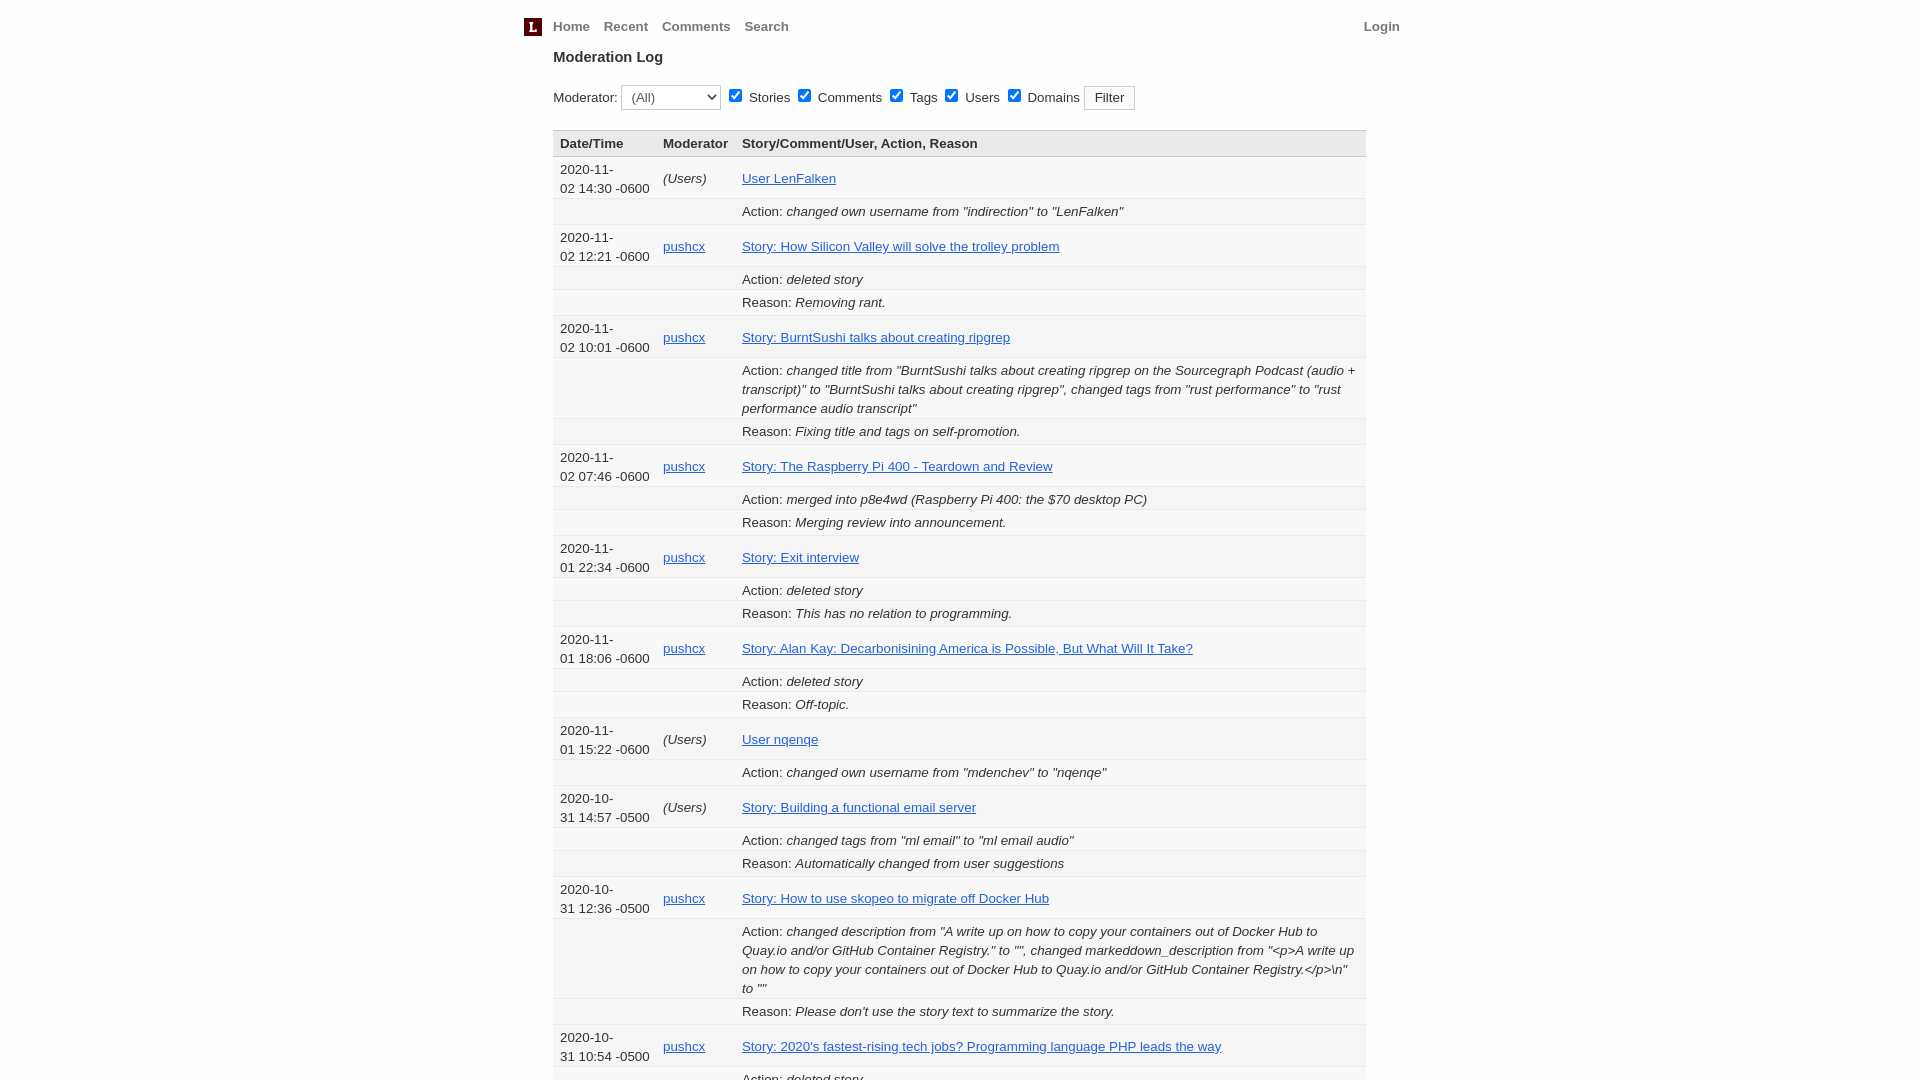 L Home Recent Comments Search Login
Moderation Log
Moderator: (All) Stories Comments Tags Users Domains Filter
Date/Time Moderator Story/Comment/User, Action, Reason
2020-11-
02 14:30 -0600 (Users) User LenFalken
Action: changed own username from "indirection" to "LenFalken"
2020-11-
02 12:21 -0600 pushcx Story: How Silicon Valley will solve the trolley problem
Action: deleted story
Reason: Removing rant.
2020-11-
02 10:01 -0600 pushcx Story: BurntSushi talks about creating ripgrep
Action: changed title from "BurntSushi talks about creating ripgrep on the Sourcegraph Podcast (audio +
transcript)" to "BurntSushi talks about creating ripgrep", changed tags from "rust performance" to "rust
performance audio transcript"
Reason: Fixing title and tags on self-promotion.
2020-11-
02 07:46 -0600 pushcx Story: The Raspberry Pi 400 - Teardown and Review
Action: merged into p8e4wd (Raspberry Pi 400: the $70 desktop PC)
Reason: Merging review into announcement.
2020-11-
01 22:34 -0600 pushcx Story: Exit interview
Action: deleted story
Reason: This has no relation to programming.
2020-11-
01 18:06 -0600 pushcx Story: Alan Kay: Decarbonisining America is Possible, But What Will It Take?
Action: deleted story
Reason: Off-topic.
2020-11-
01 15:22 -0600 (Users) User nqenqe
Action: changed own username from "mdenchev" to "nqenqe"
2020-10-
31 14:57 -0500 (Users) Story: Building a functional email server
Action: changed tags from "ml email" to "ml email audio"
Reason: Automatically changed from user suggestions
2020-10-
31 12:36 -0500 pushcx Story: How to use skopeo to migrate off Docker Hub
Action: changed description from "A write up on how to copy your containers out of Docker Hub to
Quay.io and/or GitHub Container Registry." to "", changed markeddown_description from "<p>A write up
on how to copy your containers out of Docker Hub to Quay.io and/or GitHub Container Registry.</p>\n"
to ""
Reason: Please don't use the story text to summarize the story.
2020-10-
31 10:54 -0500 pushcx Story: 2020's fastest-rising tech jobs? Programming language PHP leads the way
Action: deleted story